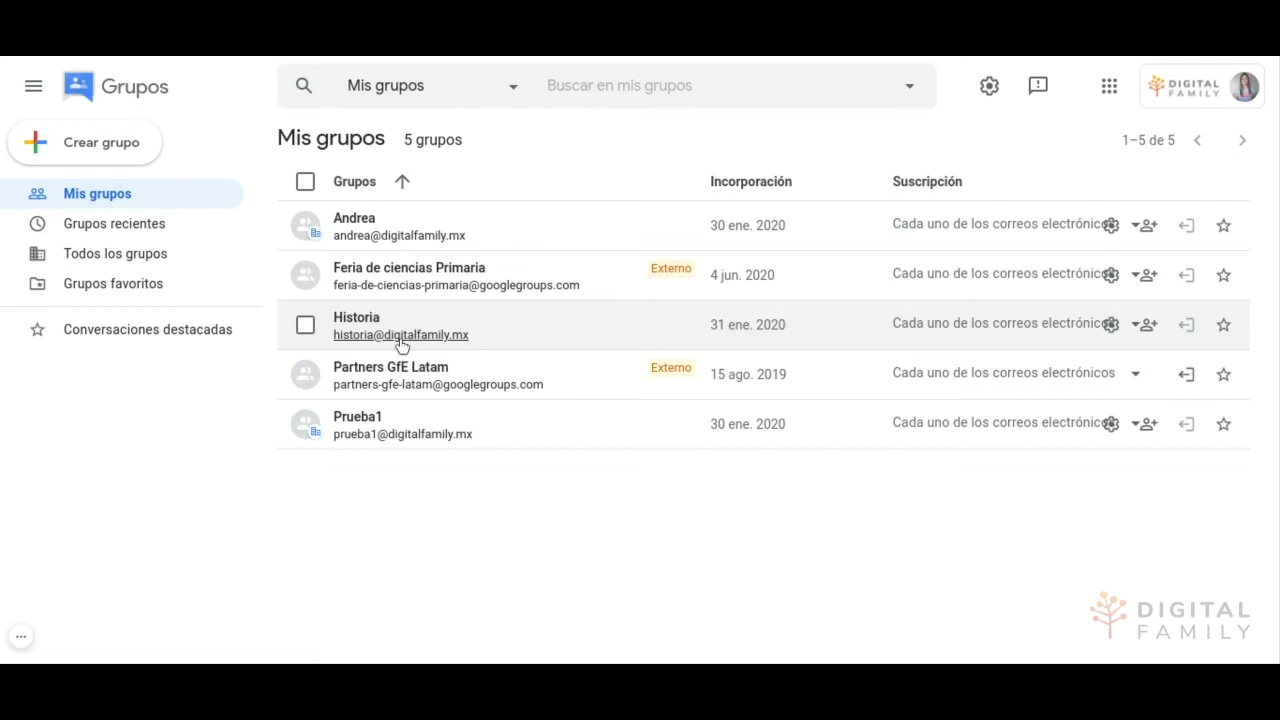 Grupos
Mis grupos
Buscar en mis grupos
DIGITAL
FAMILY
Crear grupo
Mis grupos
Grupos recientes
Todos los grupos
Grupos favoritos
Conversaciones destacadas
Mis grupos 5 grupos
1–5 de 5
Grupos Incorporación Suscripción
Andrea
andrea@digitalfamily.mx
30 ene. 2020
Cada uno de los correos electrónico
Feria de ciencias Primaria
feria-de-ciencias-primaria@googlegroups.com
Externo
4 jun. 2020
Cada uno de los correos electrónico
Historia
historia@digitalfamily.mx
31 ene. 2020
Cada uno de los correos electrónico
Partners GfE Latam
partners-gfe-latam@googlegroups.com
Externo
15 ago. 2019
Cada uno de los correos electrónicos
Prueba1
prueba1@digitalfamily.mx
30 ene. 2020
Cada uno de los correos electrónico
DIGITAL
FAMILY